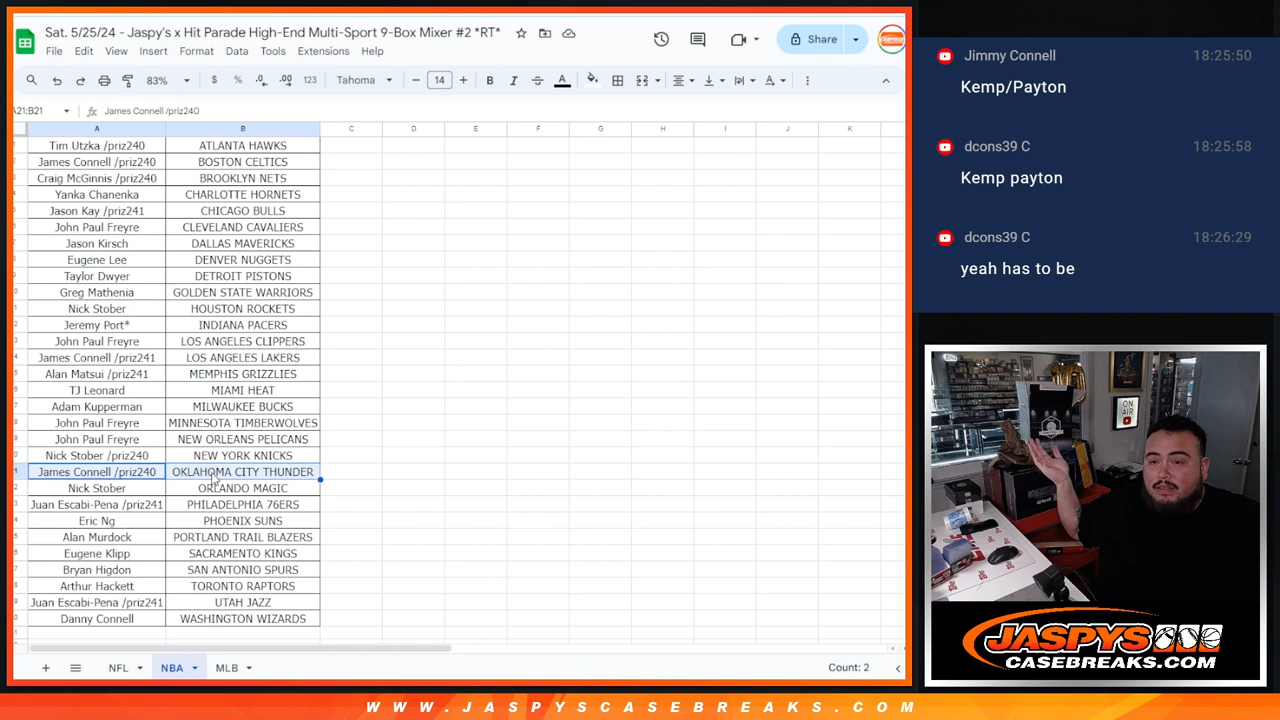 Sat. 5/25/24 - Jaspy's x Hit Parade High-End Multi-Sport 9-Box Mixer #2 *RT*
File Edit View Insert Format Data Tools Extensions Help
Share
83% $ % .0 .00 123 Tahoma 14 B I A
A21:B21 fx James Connell /priz240
A B C D E F G H I J K
Tim Utzka /priz240 ATLANTA HAWKS
James Connell /priz240 BOSTON CELTICS
Craig McGinnis /priz240 BROOKLYN NETS
Yanka Chanenka CHARLOTTE HORNETS
Jason Kay /priz241 CHICAGO BULLS
John Paul Freyre CLEVELAND CAVALIERS
Jason Kirsch DALLAS MAVERICKS
Eugene Lee DENVER NUGGETS
Taylor Dwyer DETROIT PISTONS
Greg Mathenia GOLDEN STATE WARRIORS
Nick Stober HOUSTON ROCKETS
Jeremy Port* INDIANA PACERS
John Paul Freyre LOS ANGELES CLIPPERS
James Connell /priz241 LOS ANGELES LAKERS
Alan Matsui /priz241 MEMPHIS GRIZZLIES
TJ Leonard MIAMI HEAT
Adam Kupperman MILWAUKEE BUCKS
John Paul Freyre MINNESOTA TIMBERWOLVES
John Paul Freyre NEW ORLEANS PELICANS
Nick Stober /priz240 NEW YORK KNICKS
James Connell /priz240 OKLAHOMA CITY THUNDER
Nick Stober ORLANDO MAGIC
Juan Escabi-Pena /priz241 PHILADELPHIA 76ERS
Eric Ng PHOENIX SUNS
Alan Murdock PORTLAND TRAIL BLAZERS
Eugene Klipp SACRAMENTO KINGS
Bryan Higdon SAN ANTONIO SPURS
Arthur Hackett TORONTO RAPTORS
Juan Escabi-Pena /priz241 UTAH JAZZ
Danny Connell WASHINGTON WIZARDS
NFL NBA MLB Count: 2
Jimmy Connell 18:25:50
Kemp/Payton
dcons39 C 18:25:58
Kemp payton
dcons39 C 18:26:29
yeah has to be
ON
AIR
JASPYS
CASEBREAKS.COM
WWW.JASPYSCASEBREAKS.COM